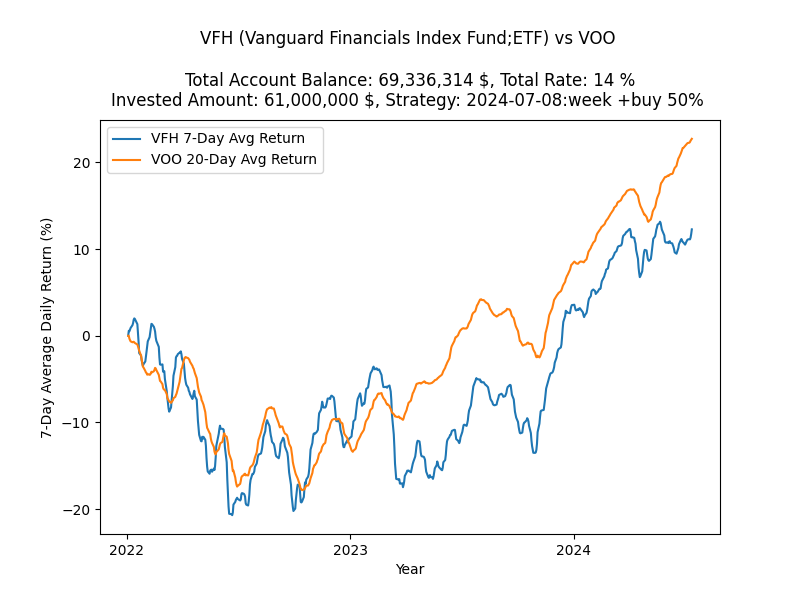 VFH (Vanguard Financials Index Fund;ETF) vs VOO
Total Account Balance: 69,336,314 $, Total Rate: 14 %
Invested Amount: 61,000,000 $, Strategy: 2024-07-08:week +buy 50%
VFH 7-Day Avg Return
VOO 20-Day Avg Return
7-Day Average Daily Return (%)
20
10
0
−10
−20
2022
2023
2024
Year